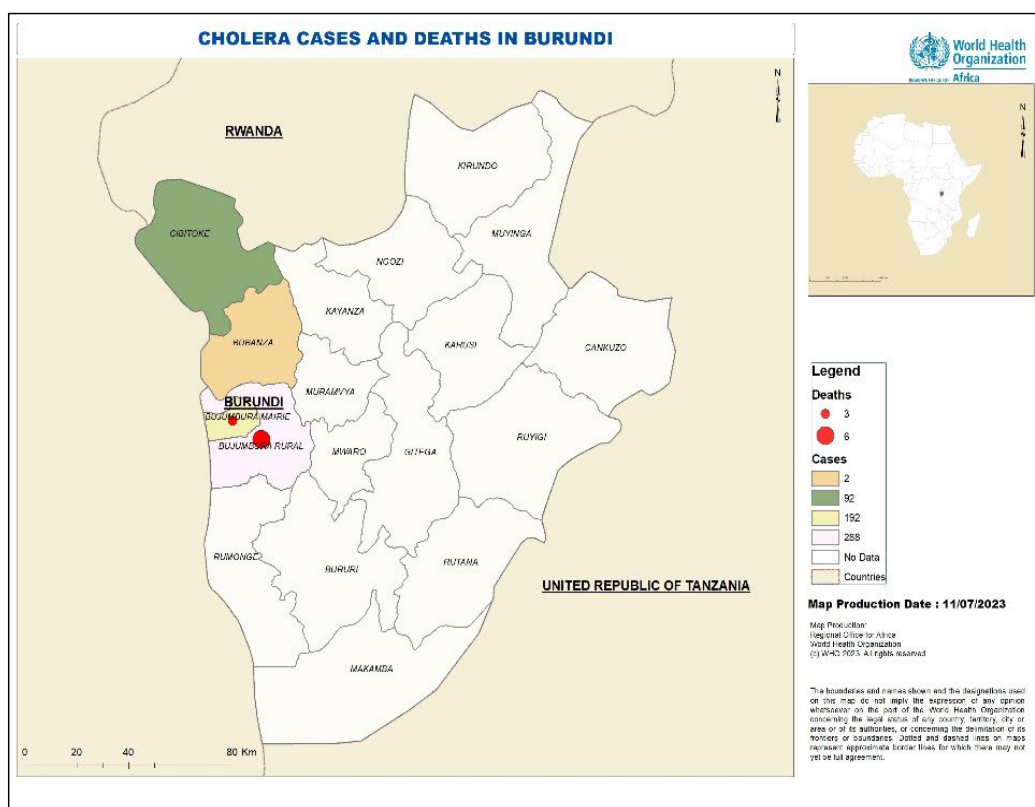 CHOLERA CASES AND DEATHS IN BURUNDI
World Health
Organization
Africa
N
N
RWANDA
KIRUNDO
CIBITOKE
MUYINGA
NGOZI
KAYANZA
BUBANZA
KARUSI
CANKUZO
MURAMVYA
BURUNDI
BUJUMBURA MAIRIE
BUJUMBURA RURAL
MWARO
GITEGA
RUYIGI
RUMONGE
BURURI
RUTANA
UNITED REPUBLIC OF TANZANIA
MAKAMBA
0 20 40 80 Km
Legend
Deaths
3
6
Cases
2
92
192
288
No Data
Countries
Map Production Date : 11/07/2023
Map Production:
Regional Office for Africa
World Health Organization
(c) WHO 2023. All rights reserved
The boundaries and names shown and the designations used
on this map do not imply the expression of any opinion
whatsoever on the part of the World Health Organization
concerning the legal status of any country, territory, city or
area or of its authorities, or concerning the delimitation of its
frontiers or boundaries. Dotted and dashed lines on maps
represent approximate border lines for which there may not
yet be full agreement.